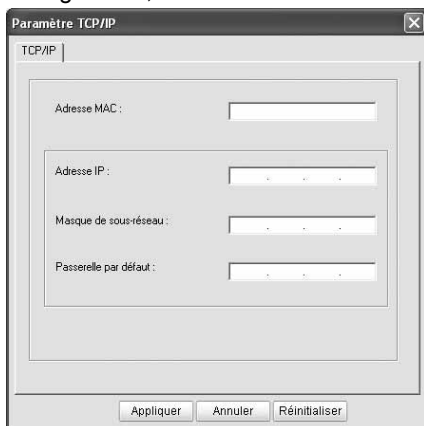 Paramètre TCP/IP
TCP/IP
Adresse MAC :
Adresse IP :
. . .
Masque de sous-réseau :
. . .
Passerelle par défaut :
. . .
Appliquer Annuler Réinitialiser